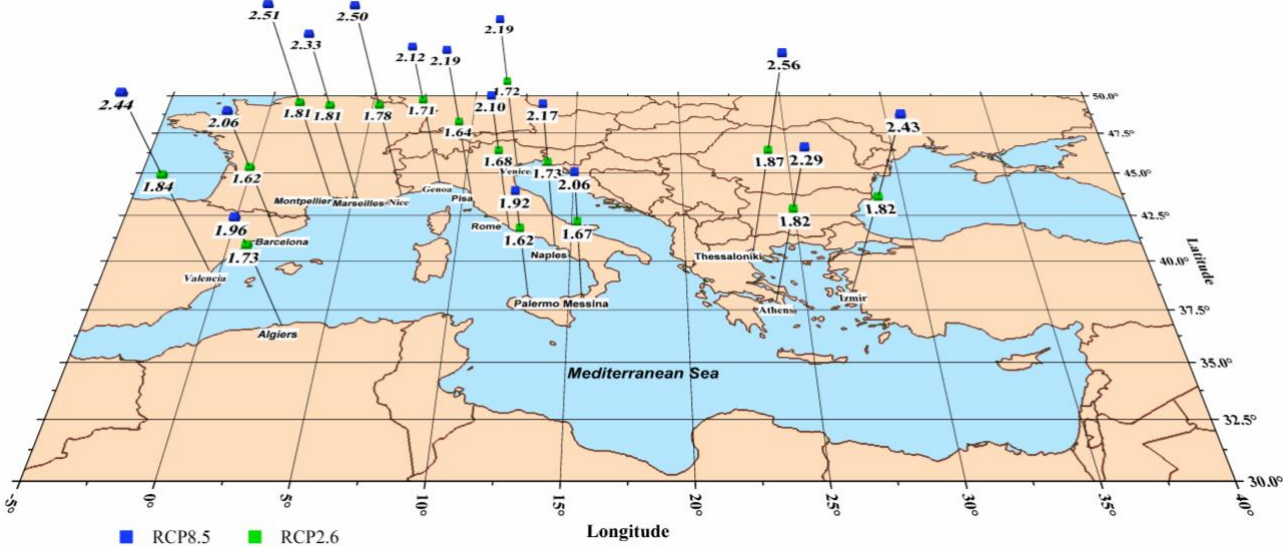 2.51
2.50
2.19
2.33
2.12
2.19
2.56
2.44
2.06
1.81
1.81
1.78
1.71
1.72
2.10
2.17
50.0°
2.43
1.64
47.5°
1.84
1.62
1.68
1.73
1.87
2.29
45.0°
Venice
2.06
Genoa
Montpellier
Marseilles
Nice
Pisa
1.92
1.82
1.82
42.5°
1.96
Rome
1.62
1.67
Barcelona
1.73
Naples
Thessaloniki
40.0°
Latitude
Valencia
Palermo
Messina
Athens
Izmir
37.5°
Algiers
Mediterranean Sea
35.0°
32.5°
30.0°
-5°
0°
5°
10°
15°
20°
25°
30°
35°
40°
Longitude
RCP8.5
RCP2.6